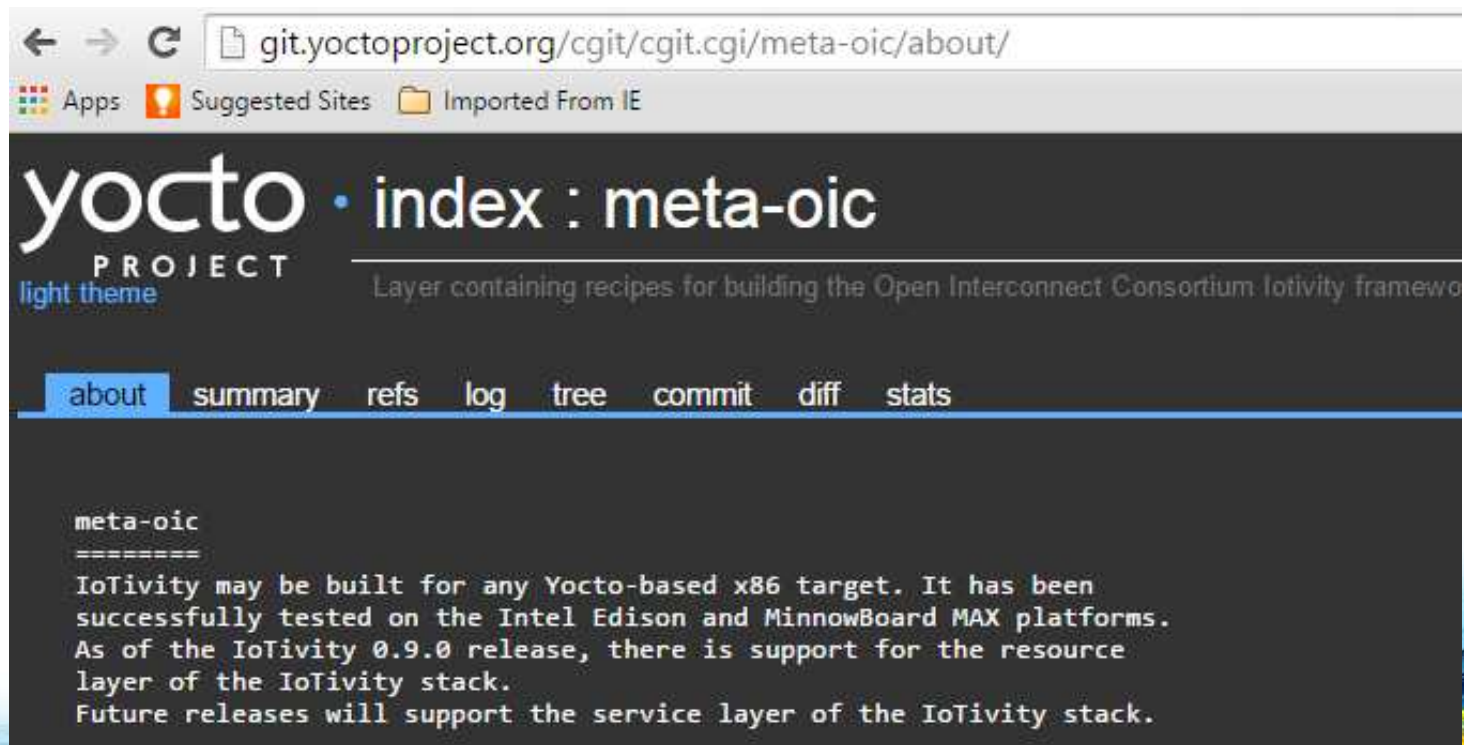 git.yoctoproject.org/cgit/cgit.cgi/meta-oic/about/
Apps Suggested Sites Imported From IE
yocto PROJECT
index : meta-oic
light theme
Layer containing recipes for building the Open Interconnect Consortium Iotivity framewo
about summary refs log tree commit diff stats
meta-oic
========
IoTivity may be built for any Yocto-based x86 target. It has been
successfully tested on the Intel Edison and MinnowBoard MAX platforms.
As of the IoTivity 0.9.0 release, there is support for the resource
layer of the IoTivity stack.
Future releases will support the service layer of the IoTivity stack.